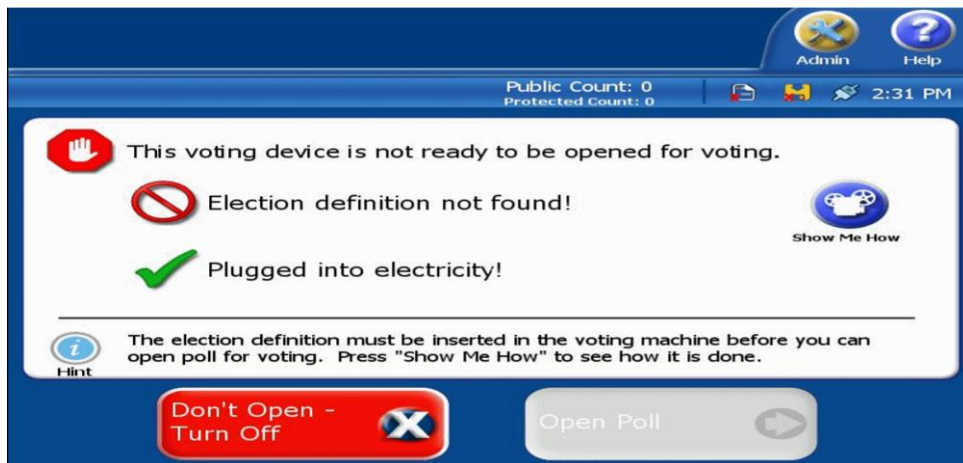 Admin
Help
Public Count: 0
Protected Count: 0
2:31 PM
This voting device is not ready to be opened for voting.
Election definition not found!
Show Me How
Plugged into electricity!
Hint
The election definition must be inserted in the voting machine before you can
open poll for voting. Press "Show Me How" to see how it is done.
Don't Open -
Turn Off
Open Poll